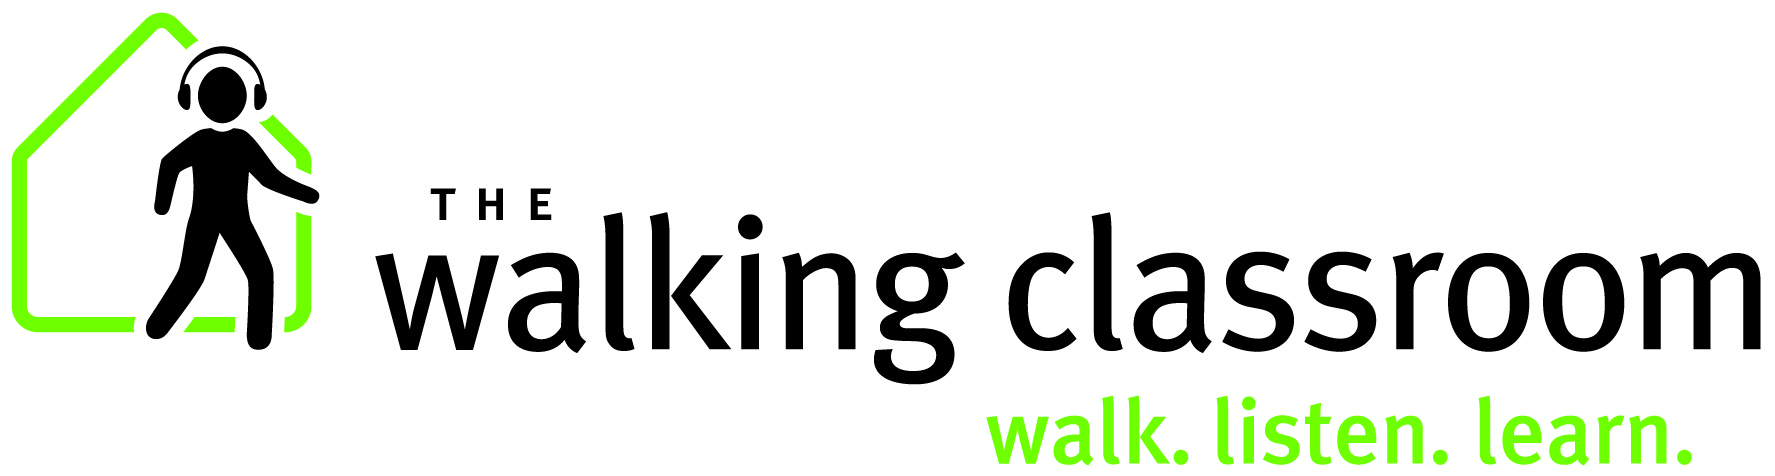 THE
walking classroom
walk. listen. learn.